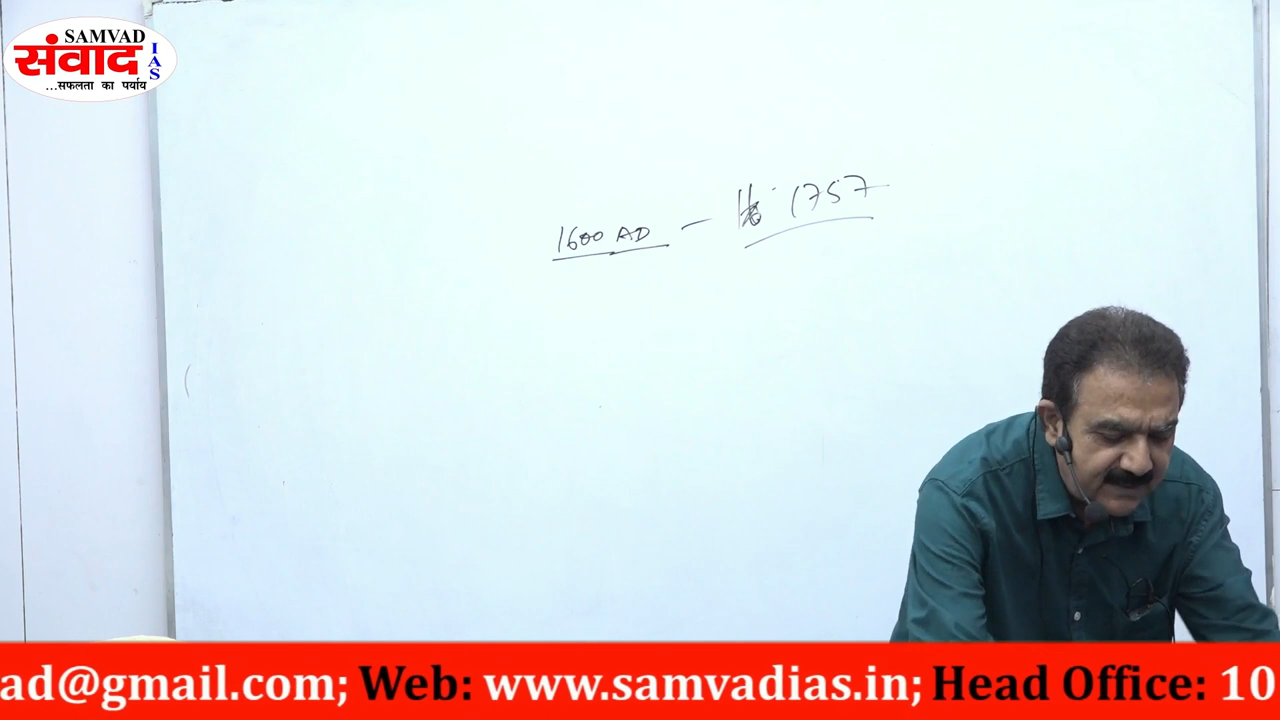 SAMVAD
संवाद
IAS
...सफलता का पर्याय
1600 AD – 1757
ad@gmail.com; Web: www.samvadias.in; Head Office: 10